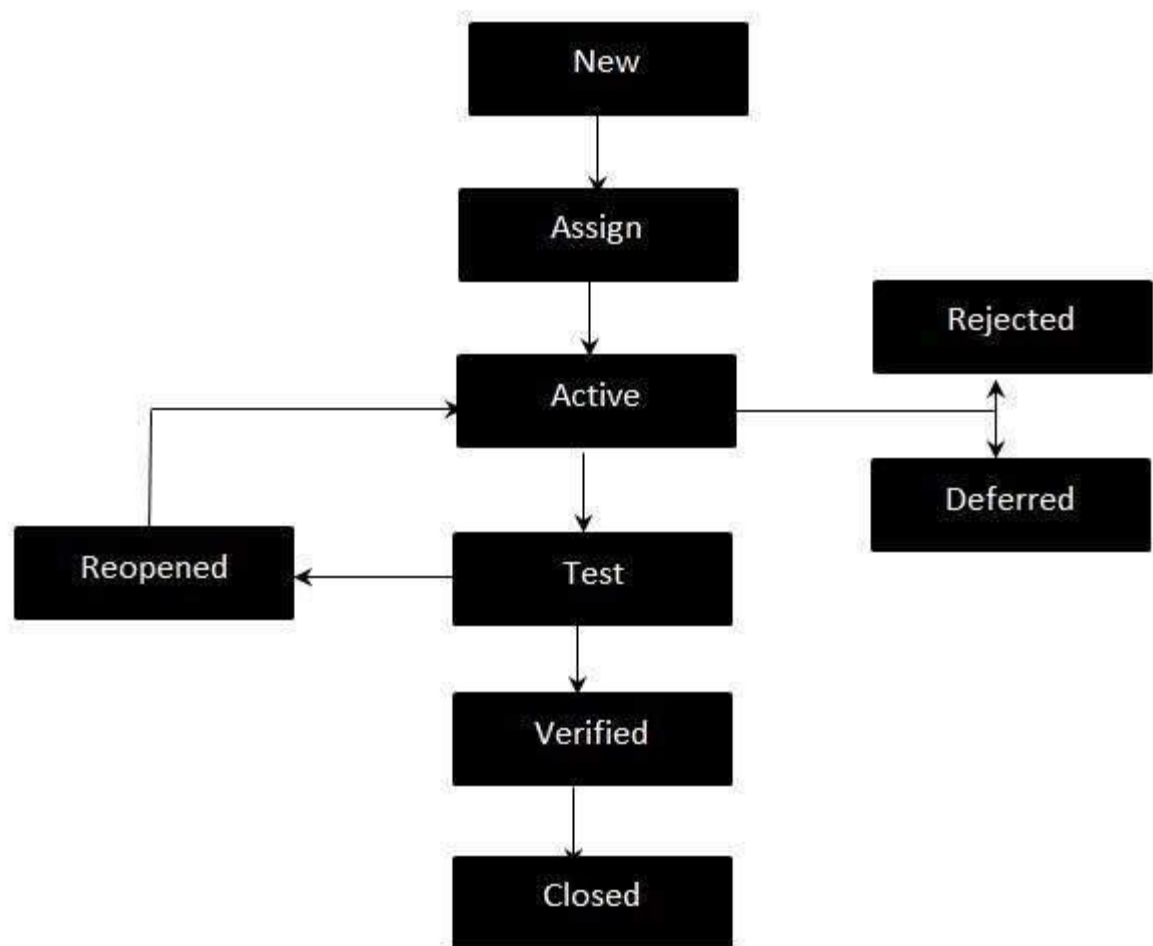 New
Assign
Rejected
Active
Deferred
Reopened
Test
Verified
Closed